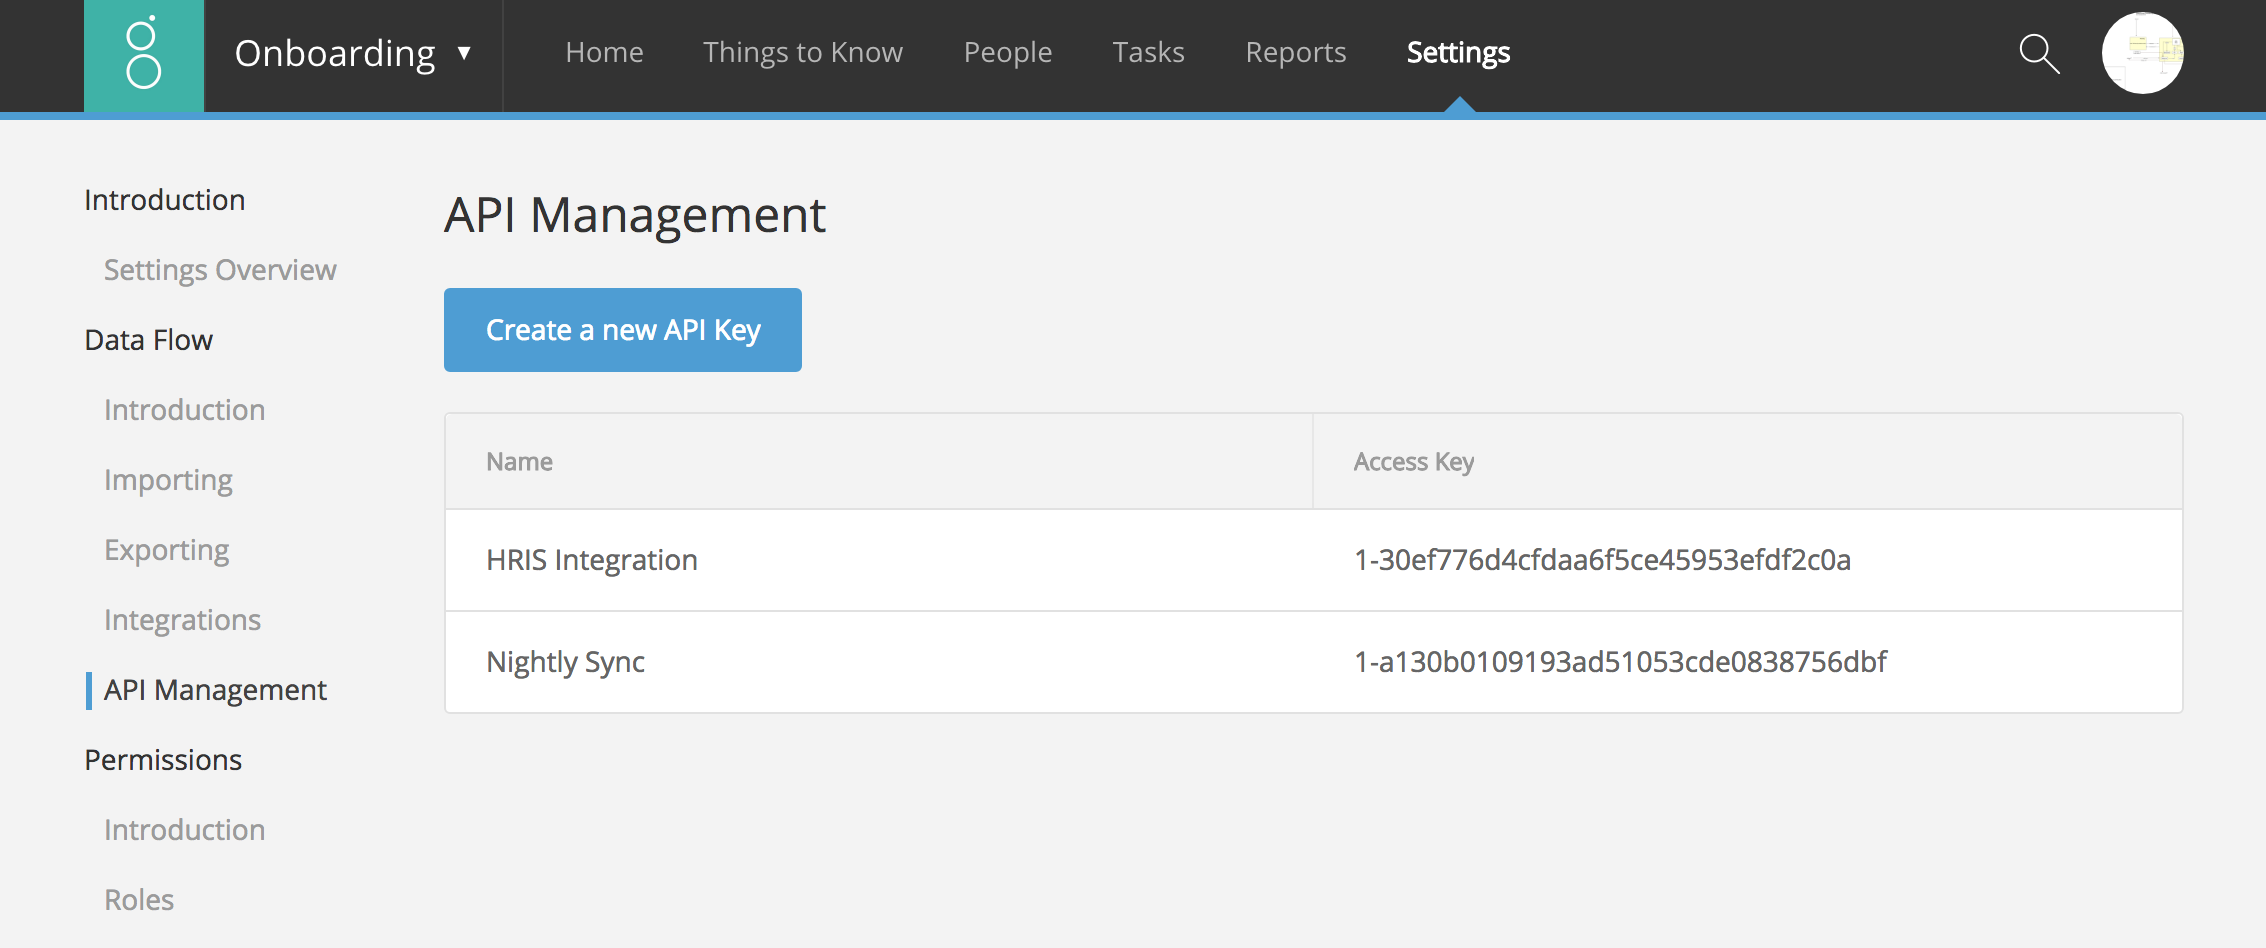 Onboarding ▼ Home Things to Know People Tasks Reports Settings
Introduction
Settings Overview
Data Flow
Introduction
Importing
Exporting
Integrations
API Management
Permissions
Introduction
Roles
API Management
Create a new API Key
Name Access Key
HRIS Integration 1-30ef776d4cfdaa6f5ce45953efdf2c0a
Nightly Sync 1-a130b0109193ad51053cde0838756dbf